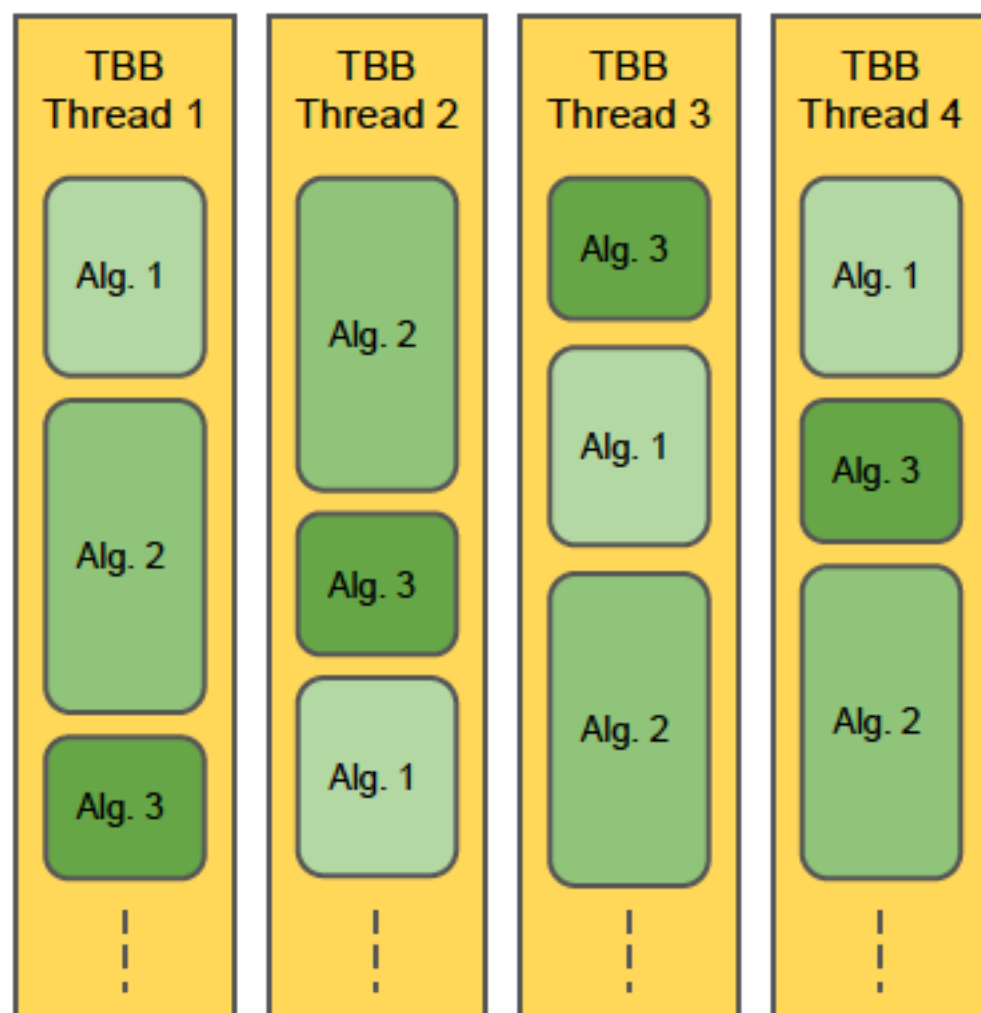 TBB
Thread 1
Alg. 1
Alg. 2
Alg. 3
TBB
Thread 2
Alg. 2
Alg. 3
Alg. 1
TBB
Thread 3
Alg. 3
Alg. 1
Alg. 2
TBB
Thread 4
Alg. 1
Alg. 3
Alg. 2